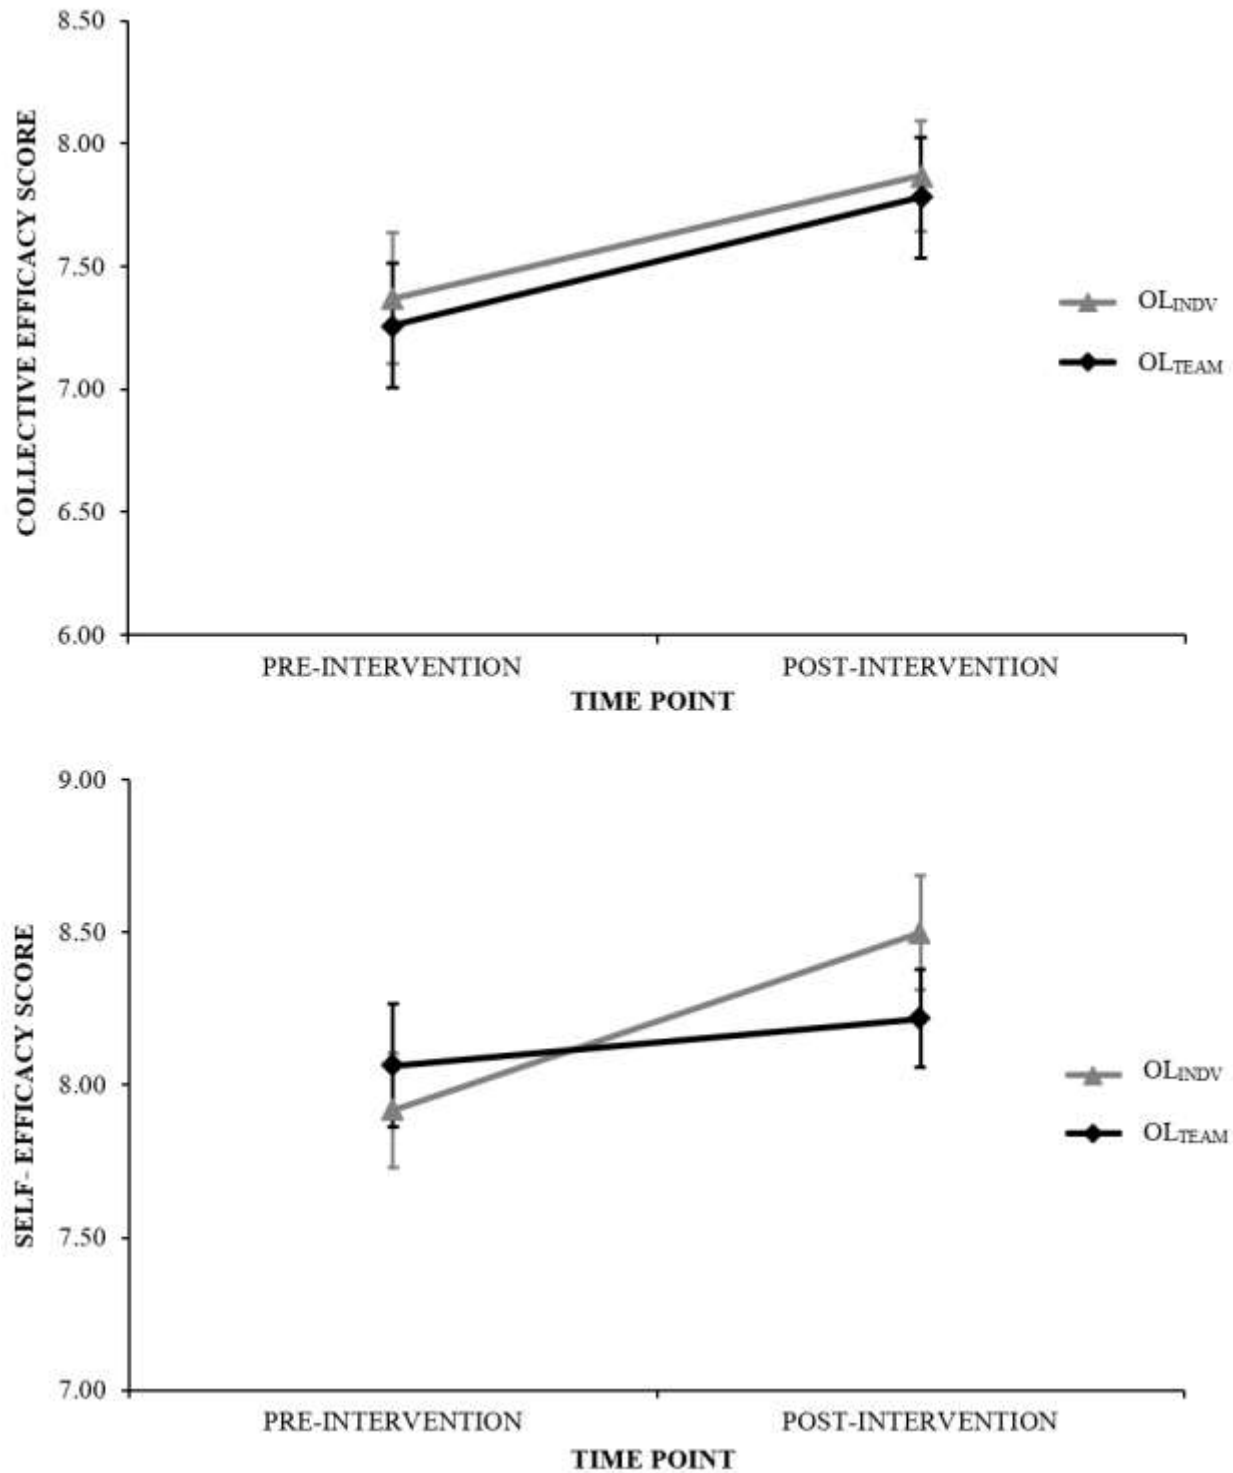 8.50
8.00
7.50
7.00
6.50
6.00
COLLECTIVE EFFICACY SCORE
OLINDV
OLTEAM
PRE-INTERVENTION POST-INTERVENTION
TIME POINT
9.00
8.50
8.00
7.50
7.00
SELF- EFFICACY SCORE
OLINDV
OLTEAM
PRE-INTERVENTION POST-INTERVENTION
TIME POINT